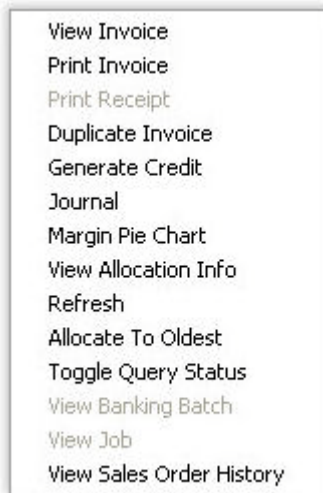 View Invoice
Print Invoice
Print Receipt
Duplicate Invoice
Generate Credit
Journal
Margin Pie Chart
View Allocation Info
Refresh
Allocate To Oldest
Toggle Query Status
View Banking Batch
View Job
View Sales Order History